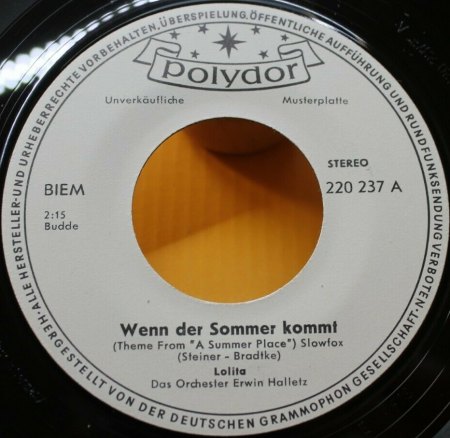 ·ALLE HERSTELLER- UND URHEBERRECHTE VORBEHALTEN. ÜBERSPIELUNG, ÖFFENTLICHE AUFFÜHRUNG UND RUNDFUNKSENDUNG VERBOTEN·
polydor
Unverkäufliche Musterplatte
STEREO
BIEM 220 237 A
2:15
Budde
Wenn der Sommer kommt
(Theme From "A Summer Place") Slowfox
(Steiner - Bradtke)
Lolita
Das Orchester Erwin Halletz
HERGESTELLT VON DER DEUTSCHEN GRAMMOPHON GESELLSCHAFT·